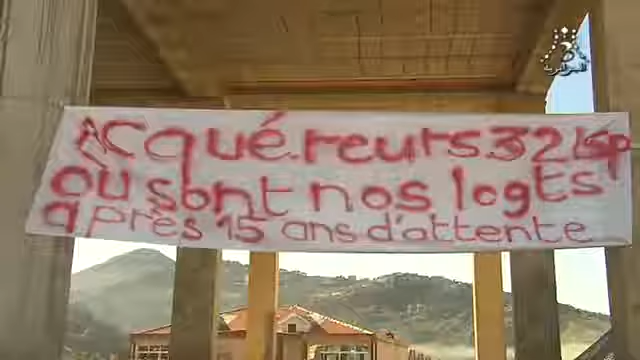 Acquéreurs 32 Lsp
où sont nos logts
après 15 ans d'attente